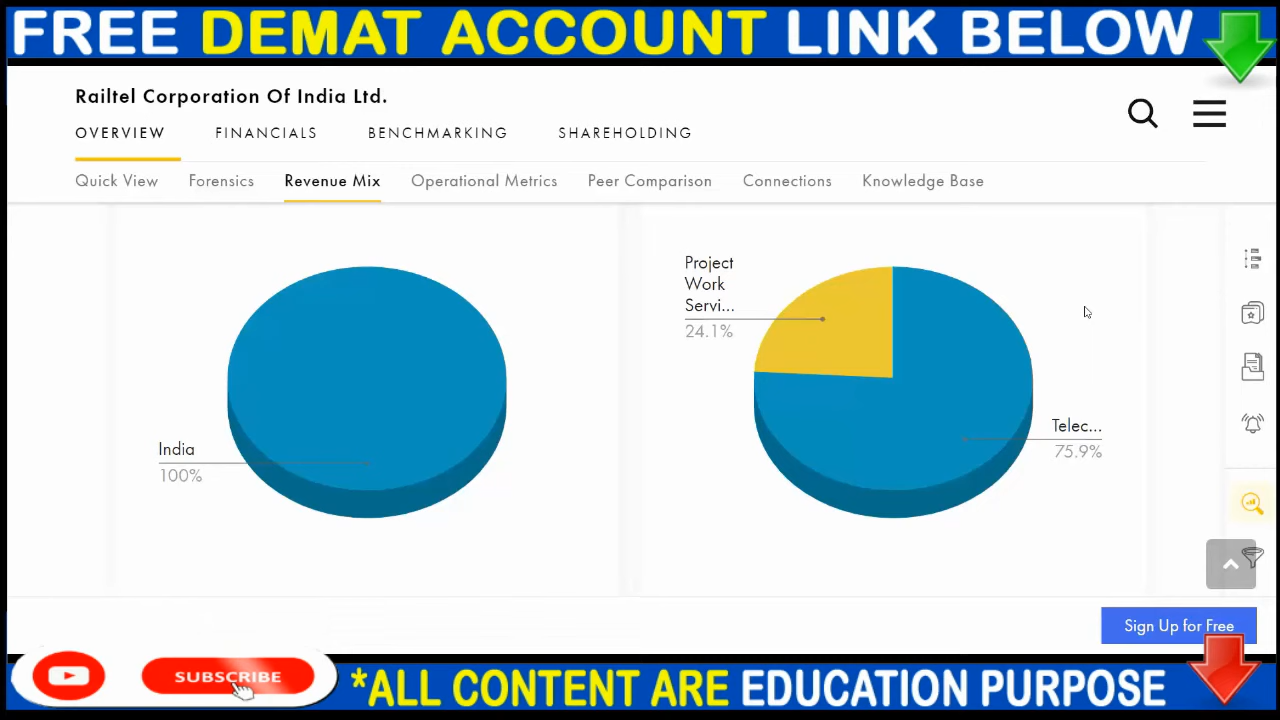 FREE DEMAT ACCOUNT LINK BELOW
Railtel Corporation Of India Ltd.
OVERVIEW FINANCIALS BENCHMARKING SHAREHOLDING
Quick View Forensics Revenue Mix Operational Metrics Peer Comparison Connections Knowledge Base
India
100%
Project
Work
Servi...
24.1%
Telec...
75.9%
Sign Up for Free
SUBSCRIBE
*ALL CONTENT ARE EDUCATION PURPOSE